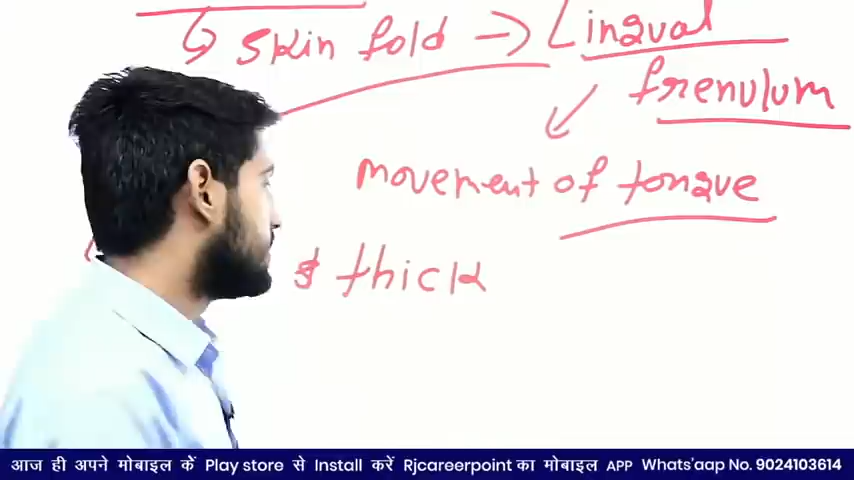 ↳ skin fold → Lingual
frenulum
movement of tongue
& thick
आज ही अपने मोबाइल कें Play store से Install करें Rjcareerpoint का मोबाइल APP Whats'aap No. 9024103614